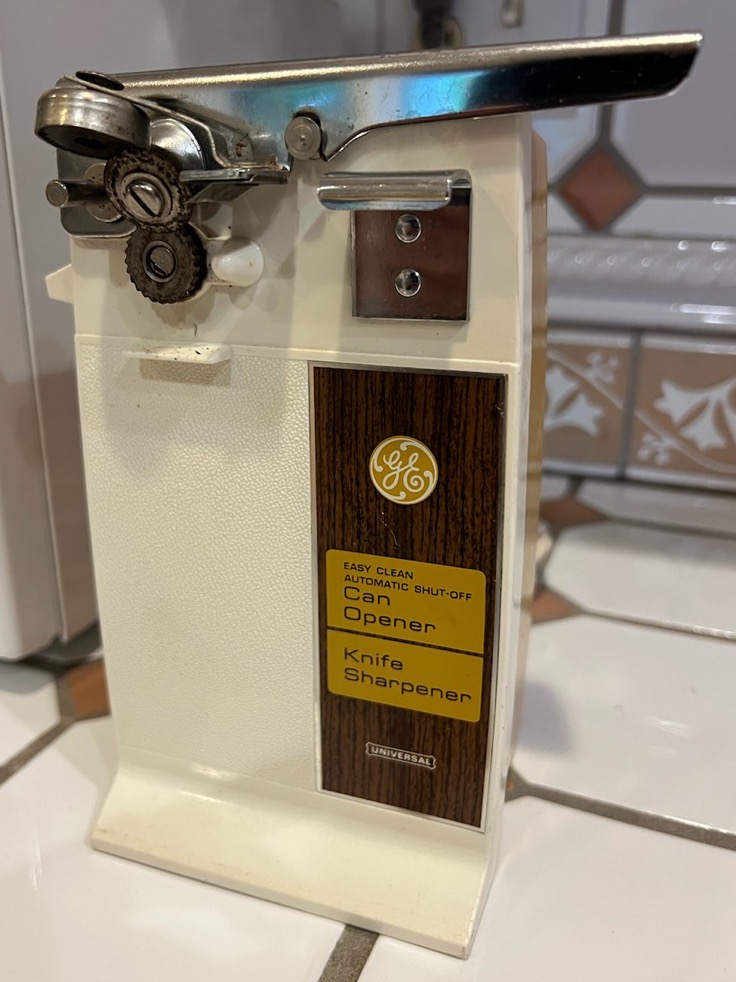 GE
EASY CLEAN
AUTOMATIC SHUT-OFF
Can
Opener
Knife
Sharpener
UNIVERSAL